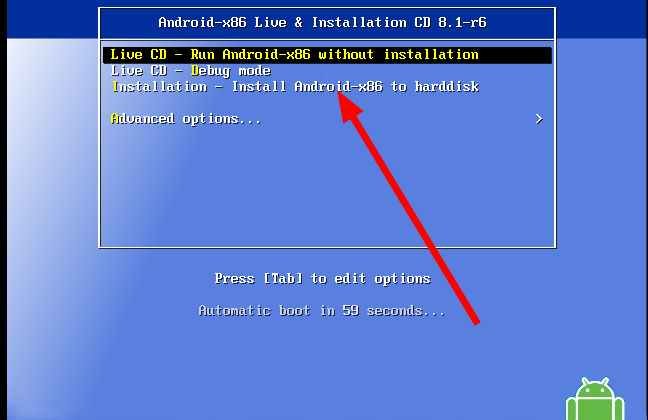 Android-x86 Live & Installation CD 8.1-r6
Live CD - Run Android-x86 without installation
Live CD - Debug mode
Installation - Install Android-x86 to harddisk
Advanced options... >
Press [Tab] to edit options
Automatic boot in 59 seconds...